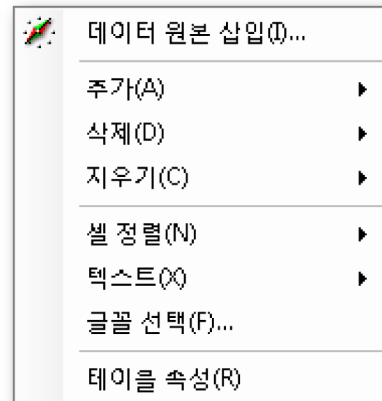 데이터 원본 삽입(I)...
추가(A)
삭제(D)
지우기(C)
셀 정렬(N)
텍스트(X)
글꼴 선택(F)...
테이블 속성(R)